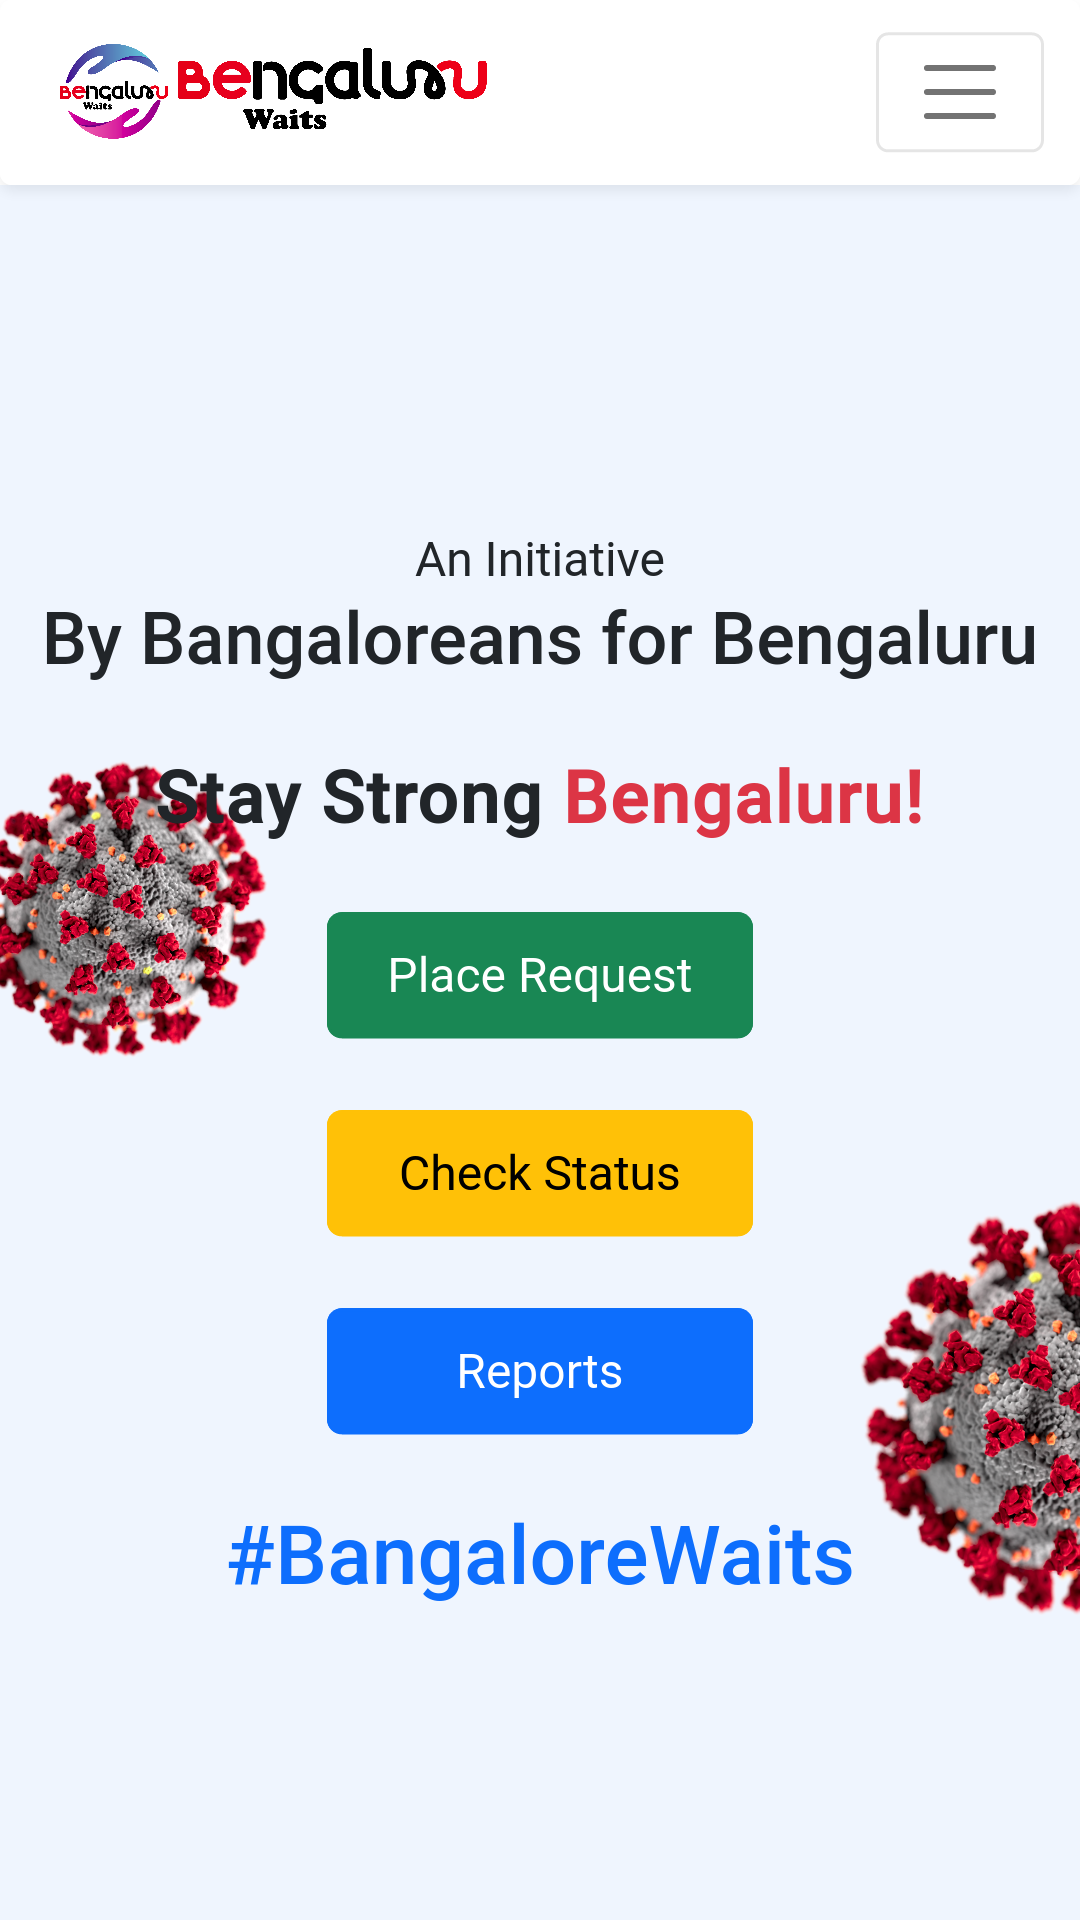 Bengaluru
Waits
Bengaluru
Waits
An Initiative
By Bangaloreans for Bengaluru
Stay Strong Bengaluru!
Place Request
Check Status
Reports
#BangaloreWaits